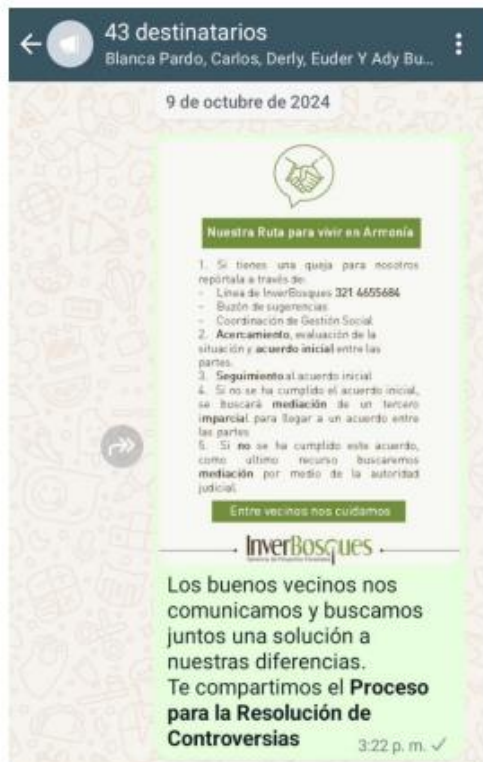 43 destinatarios
Blanca Pardo, Carlos, Derly, Euder Y Ady Bu...
9 de octubre de 2024
Nuestra Ruta para vivir en Armonía
1. Si tienes una queja para nosotros
repórtala a través de:
- Línea de InverBosques 321 4655684
- Buzón de sugerencias
- Coordinación de Gestión Social
2. Acercamiento, evaluación de la
situación y acuerdo inicial entre las
partes.
3. Seguimiento al acuerdo inicial
4. Si no se ha cumplido el acuerdo inicial,
se buscará mediación de un tercero
imparcial para llegar a un acuerdo entre
las partes
5. Si no se ha cumplido este acuerdo,
como ultimo recurso buscaremos
mediación por medio de la autoridad
judicial.
Entre vecinos nos cuidamos
InverBosques
Los buenos vecinos nos
comunicamos y buscamos
juntos una solución a
nuestras diferencias.
Te compartimos el Proceso
para la Resolución de
Controversias
3:22 p. m.